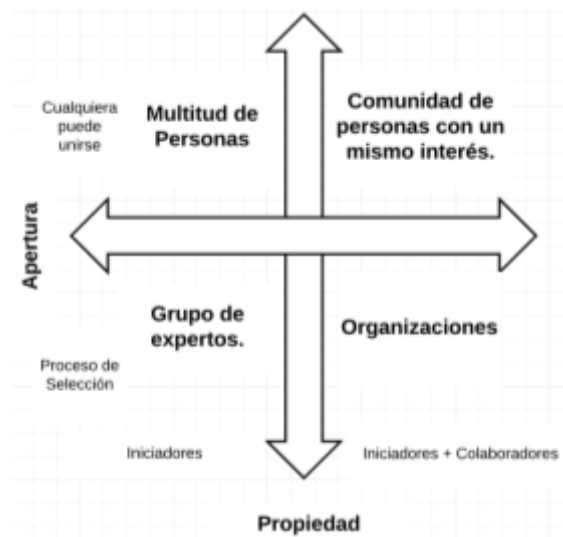 Cualquiera
puede
unirse
Multitud de
Personas
Comunidad de
personas con un
mismo interés.
Apertura
Grupo de
expertos.
Organizaciones
Proceso de
Selección
Iniciadores
Iniciadores + Colaboradores
Propiedad